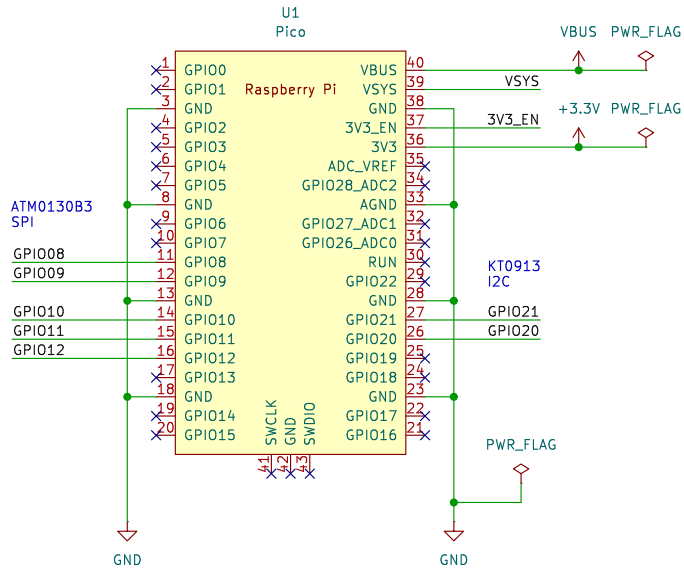 U1
Pico
VBUS PWR_FLAG
1 GPIO0 VBUS 40
2 GPIO1 Raspberry Pi VSYS 39 VSYS
3 GND GND 38
+3.3V PWR_FLAG
4 GPIO2 3V3_EN 37 3V3_EN
5 GPIO3 3V3 36
6 GPIO4 ADC_VREF 35
7 GPIO5 GPIO28_ADC2 34
ATM0130B3
SPI
8 GND AGND 33
9 GPIO6 GPIO27_ADC1 32
10 GPIO7 GPIO26_ADC0 31
GPIO08 11 GPIO8 RUN 30
KT0913
I2C
GPIO09 12 GPIO9 GPIO22 29
13 GND GND 28
GPIO10 14 GPIO10 GPIO21 27 GPIO21
GPIO11 15 GPIO11 GPIO20 26 GPIO20
GPIO12 16 GPIO12 GPIO19 25
17 GPIO13 GPIO18 24
18 GND GND 23
19 GPIO14 GPIO17 22
20 GPIO15 GPIO16 21
SWCLK GND SWDIO
41 42 43
PWR_FLAG
GND GND